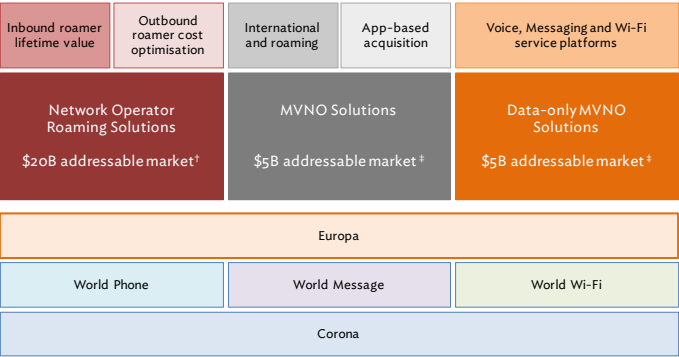 Inbound roamer
lifetime value
Outbound
roamer cost
optimisation
International
and roaming
App-based
acquisition
Voice, Messaging and Wi-Fi
service platforms
Network Operator
Roaming Solutions
$20B addressable market†
MVNO Solutions
$5B addressable market ‡
Data-only MVNO
Solutions
$5B addressable market ‡
Europa
World Phone
World Message
World Wi-Fi
Corona